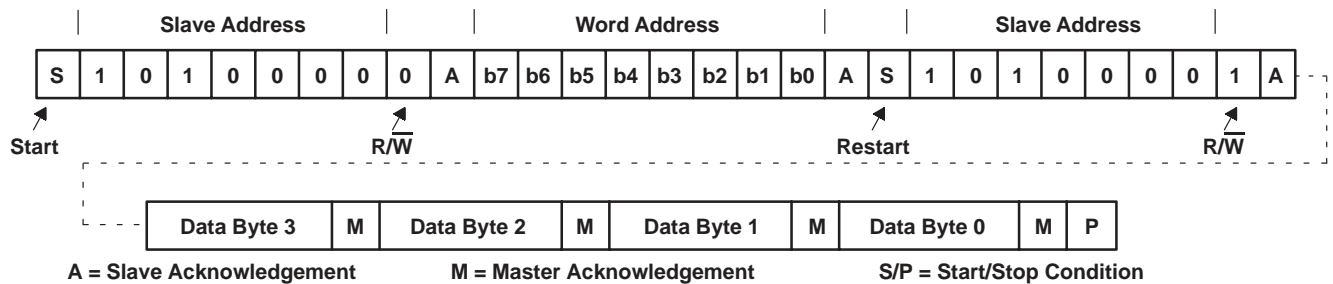 Slave Address Word Address Slave Address
S 1 0 1 0 0 0 0 0 A b7 b6 b5 b4 b3 b2 b1 b0 A S 1 0 1 0 0 0 0 1 A
Start R/W̅ Restart R/W̅
Data Byte 3 M Data Byte 2 M Data Byte 1 M Data Byte 0 M P
A = Slave Acknowledgement M = Master Acknowledgement S/P = Start/Stop Condition